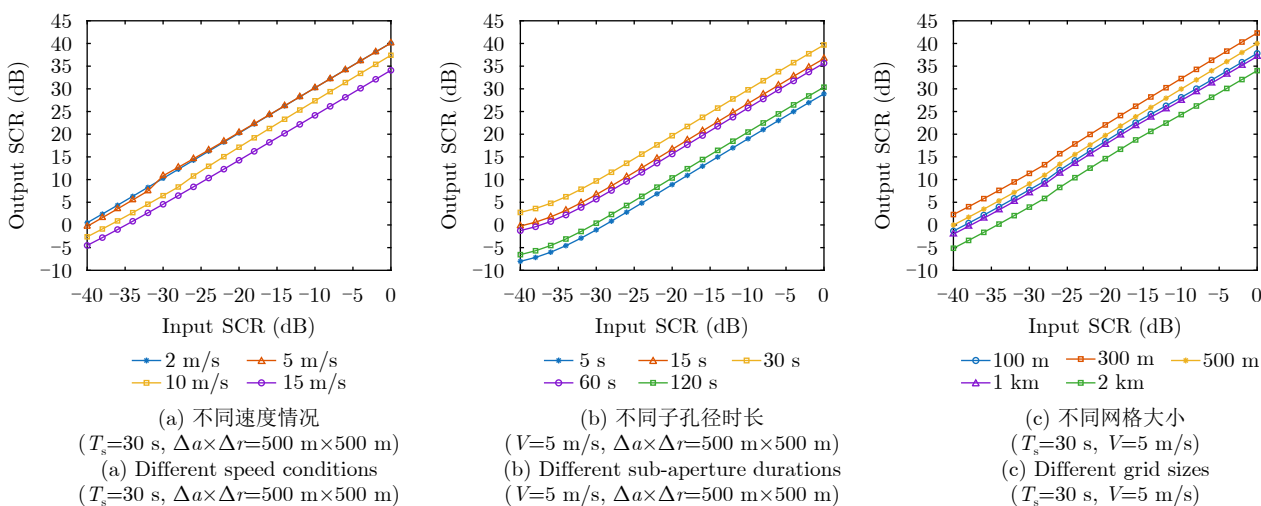 45
40
35
30
25
20
15
10
5
0
−5
−10
Output SCR (dB)
−40 −35 −30 −25 −20 −15 −10 −5 0
Input SCR (dB)
2 m/s 5 m/s
10 m/s 15 m/s
(a) 不同速度情况
(Ts=30 s, Δa×Δr=500 m×500 m)
(a) Different speed conditions
(Ts=30 s, Δa×Δr=500 m×500 m)
45
40
35
30
25
20
15
10
5
0
−5
−10
Output SCR (dB)
−40 −35 −30 −25 −20 −15 −10 −5 0
Input SCR (dB)
5 s 15 s 30 s
60 s 120 s
(b) 不同子孔径时长
(V=5 m/s, Δa×Δr=500 m×500 m)
(b) Different sub-aperture durations
(V=5 m/s, Δa×Δr=500 m×500 m)
45
40
35
30
25
20
15
10
5
0
−5
−10
Output SCR (dB)
−40 −35 −30 −25 −20 −15 −10 −5 0
Input SCR (dB)
100 m 300 m 500 m
1 km 2 km
(c) 不同网格大小
(Ts=30 s, V=5 m/s)
(c) Different grid sizes
(Ts=30 s, V=5 m/s)